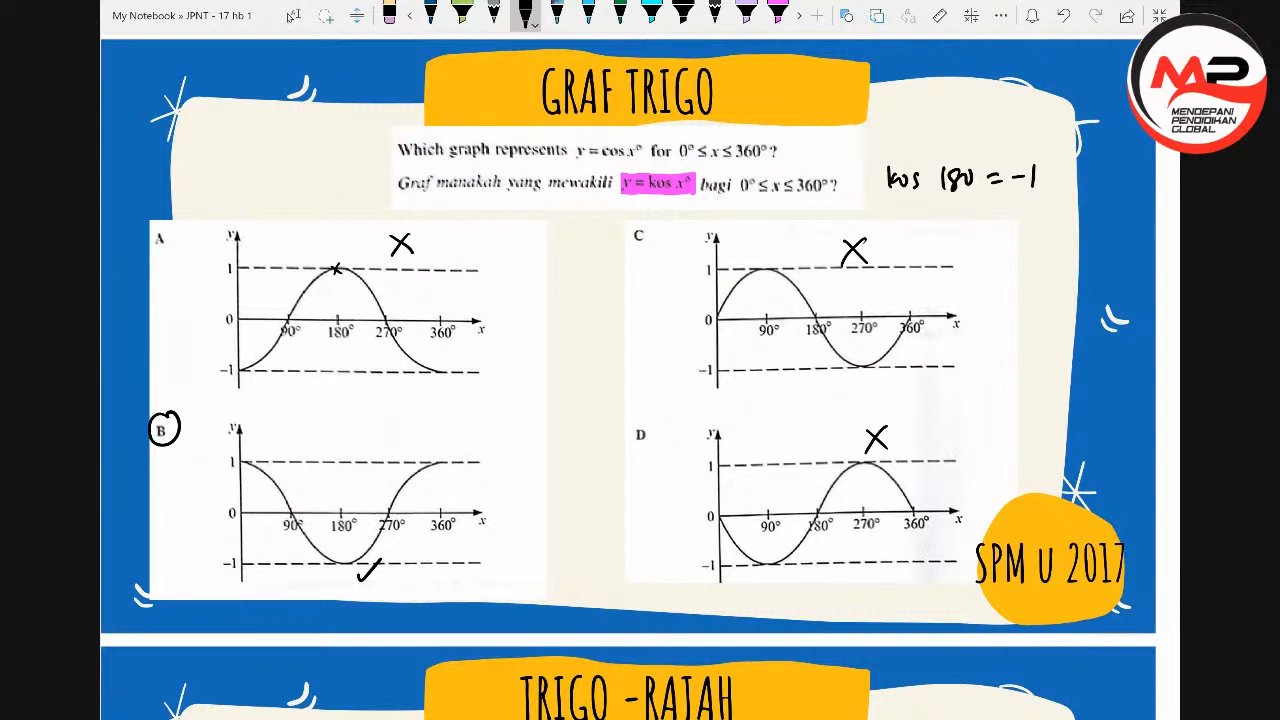 My Notebook » JPNT - 17 hb 1
MP
MENDEPANI
PENDIDIKAN
GLOBAL
GRAF TRIGO
Which graph represents y = cos x° for 0° ≤ x ≤ 360°?
Graf manakah yang mewakili y = kos x° bagi 0° ≤ x ≤ 360°?
kos 180 = -1
A
y
1
0
-1
90° 180° 270° 360° x
X
x
C
y
1
0
-1
90° 180° 270° 360° x
X
B
y
1
0
-1
90° 180° 270° 360° x
✓
D
y
1
0
-1
90° 180° 270° 360° x
X
SPM U 2017
TRIGO -RAJAH